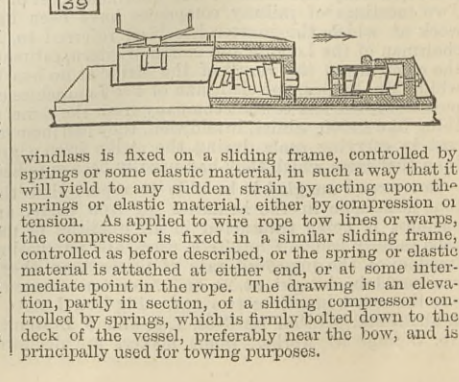 139
windlass is fixed on a sliding frame, controlled by
springs or some elastic material, in such a way that it
will yield to any sudden strain by acting upon the
springs or elastic material, either by compression or
tension. As applied to wire rope tow lines or warps,
the compressor is fixed in a similar sliding frame,
controlled as before described, or the spring or elastic
material is attached at either end, or at some inter-
mediate point in the rope. The drawing is an eleva-
tion, partly in section, of a sliding compressor con-
trolled by springs, which is firmly bolted down to the
deck of the vessel, preferably near the bow, and is
principally used for towing purposes.